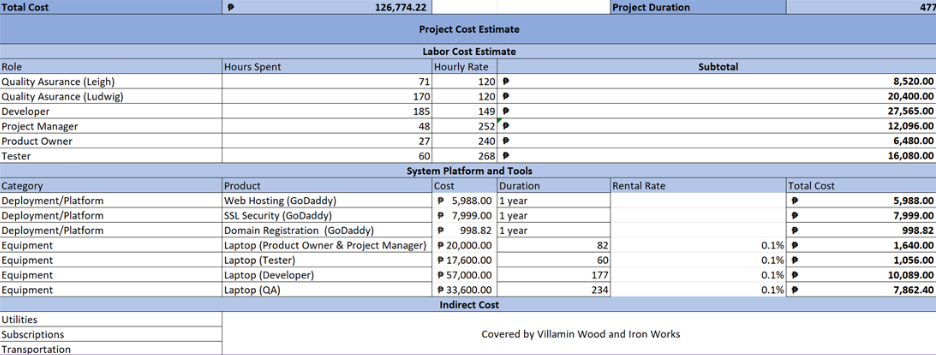 Total Cost ₱ 126,774.22 Project Duration 477
Project Cost Estimate
Labor Cost Estimate
Role Hours Spent Hourly Rate Subtotal
Quality Asurance (Leigh) 71 120 ₱ 8,520.00
Quality Asurance (Ludwig) 170 120 ₱ 20,400.00
Developer 185 149 ₱ 27,565.00
Project Manager 48 252 ₱ 12,096.00
Product Owner 27 240 ₱ 6,480.00
Tester 60 268 ₱ 16,080.00
System Platform and Tools
Category Product Cost Duration Rental Rate Total Cost
Deployment/Platform Web Hosting (GoDaddy) ₱ 5,988.00 1 year ₱ 5,988.00
Deployment/Platform SSL Security (GoDaddy) ₱ 7,999.00 1 year ₱ 7,999.00
Deployment/Platform Domain Registration (GoDaddy) ₱ 998.82 1 year ₱ 998.82
Equipment Laptop (Product Owner & Project Manager) ₱ 20,000.00 82 0.1% ₱ 1,640.00
Equipment Laptop (Tester) ₱ 17,600.00 60 0.1% ₱ 1,056.00
Equipment Laptop (Developer) ₱ 57,000.00 177 0.1% ₱ 10,089.00
Equipment Laptop (QA) ₱ 33,600.00 234 0.1% ₱ 7,862.40
Indirect Cost
Utilities
Subscriptions Covered by Villamin Wood and Iron Works
Transportation